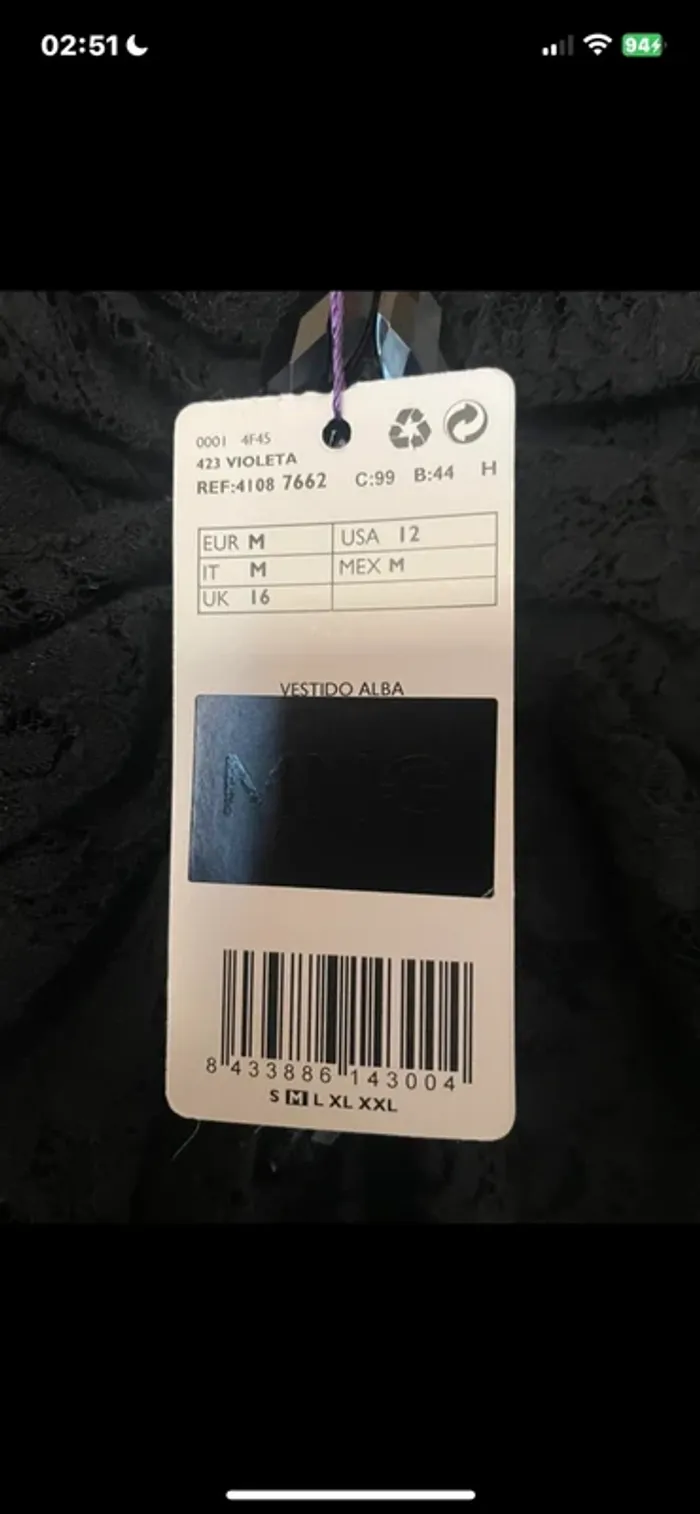 02:51
94
0001 4F45
423 VIOLETA
REF:4108 7662 C:99 B:44 H
EUR M USA 12
IT M MEX M
UK 16
VESTIDO ALBA
8 433886 143004
S M L XL XXL